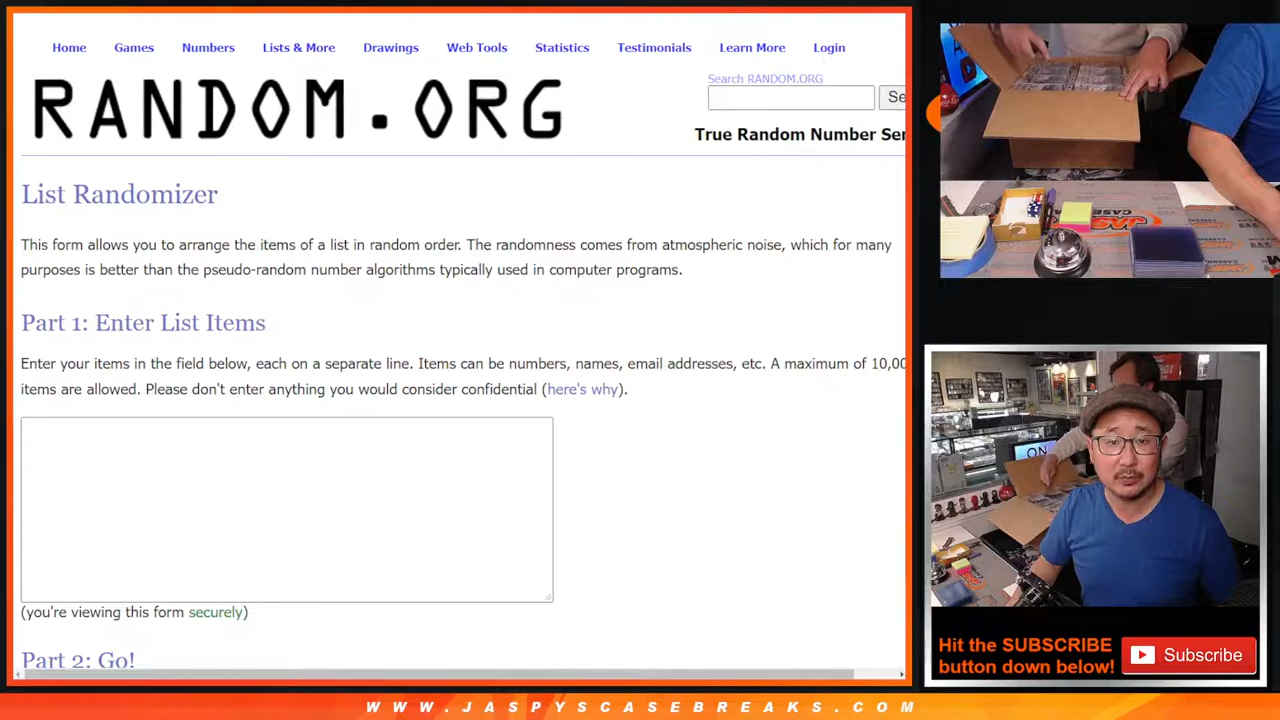 Home Games Numbers Lists & More Drawings Web Tools Statistics Testimonials Learn More Login
RANDOM.ORG
Search RANDOM.ORG
Se
True Random Number Ser
List Randomizer
This form allows you to arrange the items of a list in random order. The randomness comes from atmospheric noise, which for many
purposes is better than the pseudo-random number algorithms typically used in computer programs.
Part 1: Enter List Items
Enter your items in the field below, each on a separate line. Items can be numbers, names, email addresses, etc. A maximum of 10,00
items are allowed. Please don't enter anything you would consider confidential (here's why).
(you're viewing this form securely)
Part 2: Go!
ON
Hit the SUBSCRIBE
button down below!
Subscribe
WWW.JASPYSCASEBREAKS.COM